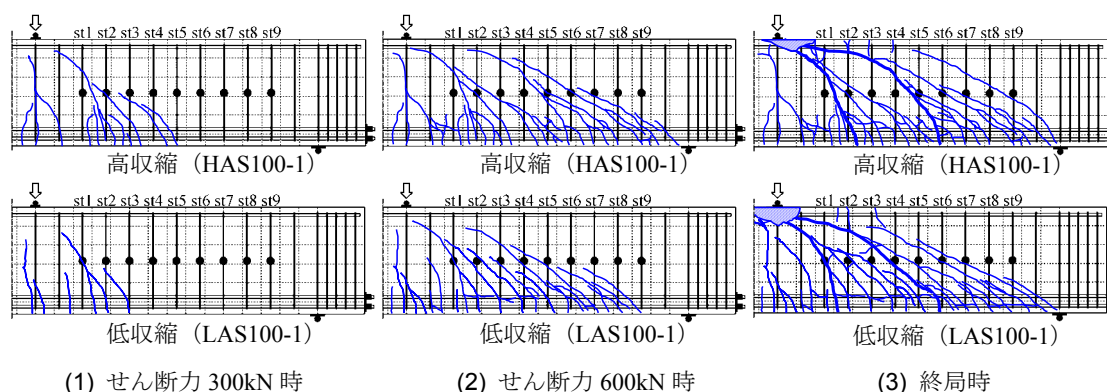 st1 st2 st3 st4 st5 st6 st7 st8 st9
高収縮（HAS100-1）
st1 st2 st3 st4 st5 st6 st7 st8 st9
高収縮（HAS100-1）
st1 st2 st3 st4 st5 st6 st7 st8 st9
高収縮（HAS100-1）
st1 st2 st3 st4 st5 st6 st7 st8 st9
低収縮（LAS100-1）
st1 st2 st3 st4 st5 st6 st7 st8 st9
低収縮（LAS100-1）
st1 st2 st3 st4 st5 st6 st7 st8 st9
低収縮（LAS100-1）
(1) せん断力 300kN 時
(2) せん断力 600kN 時
(3) 終局時